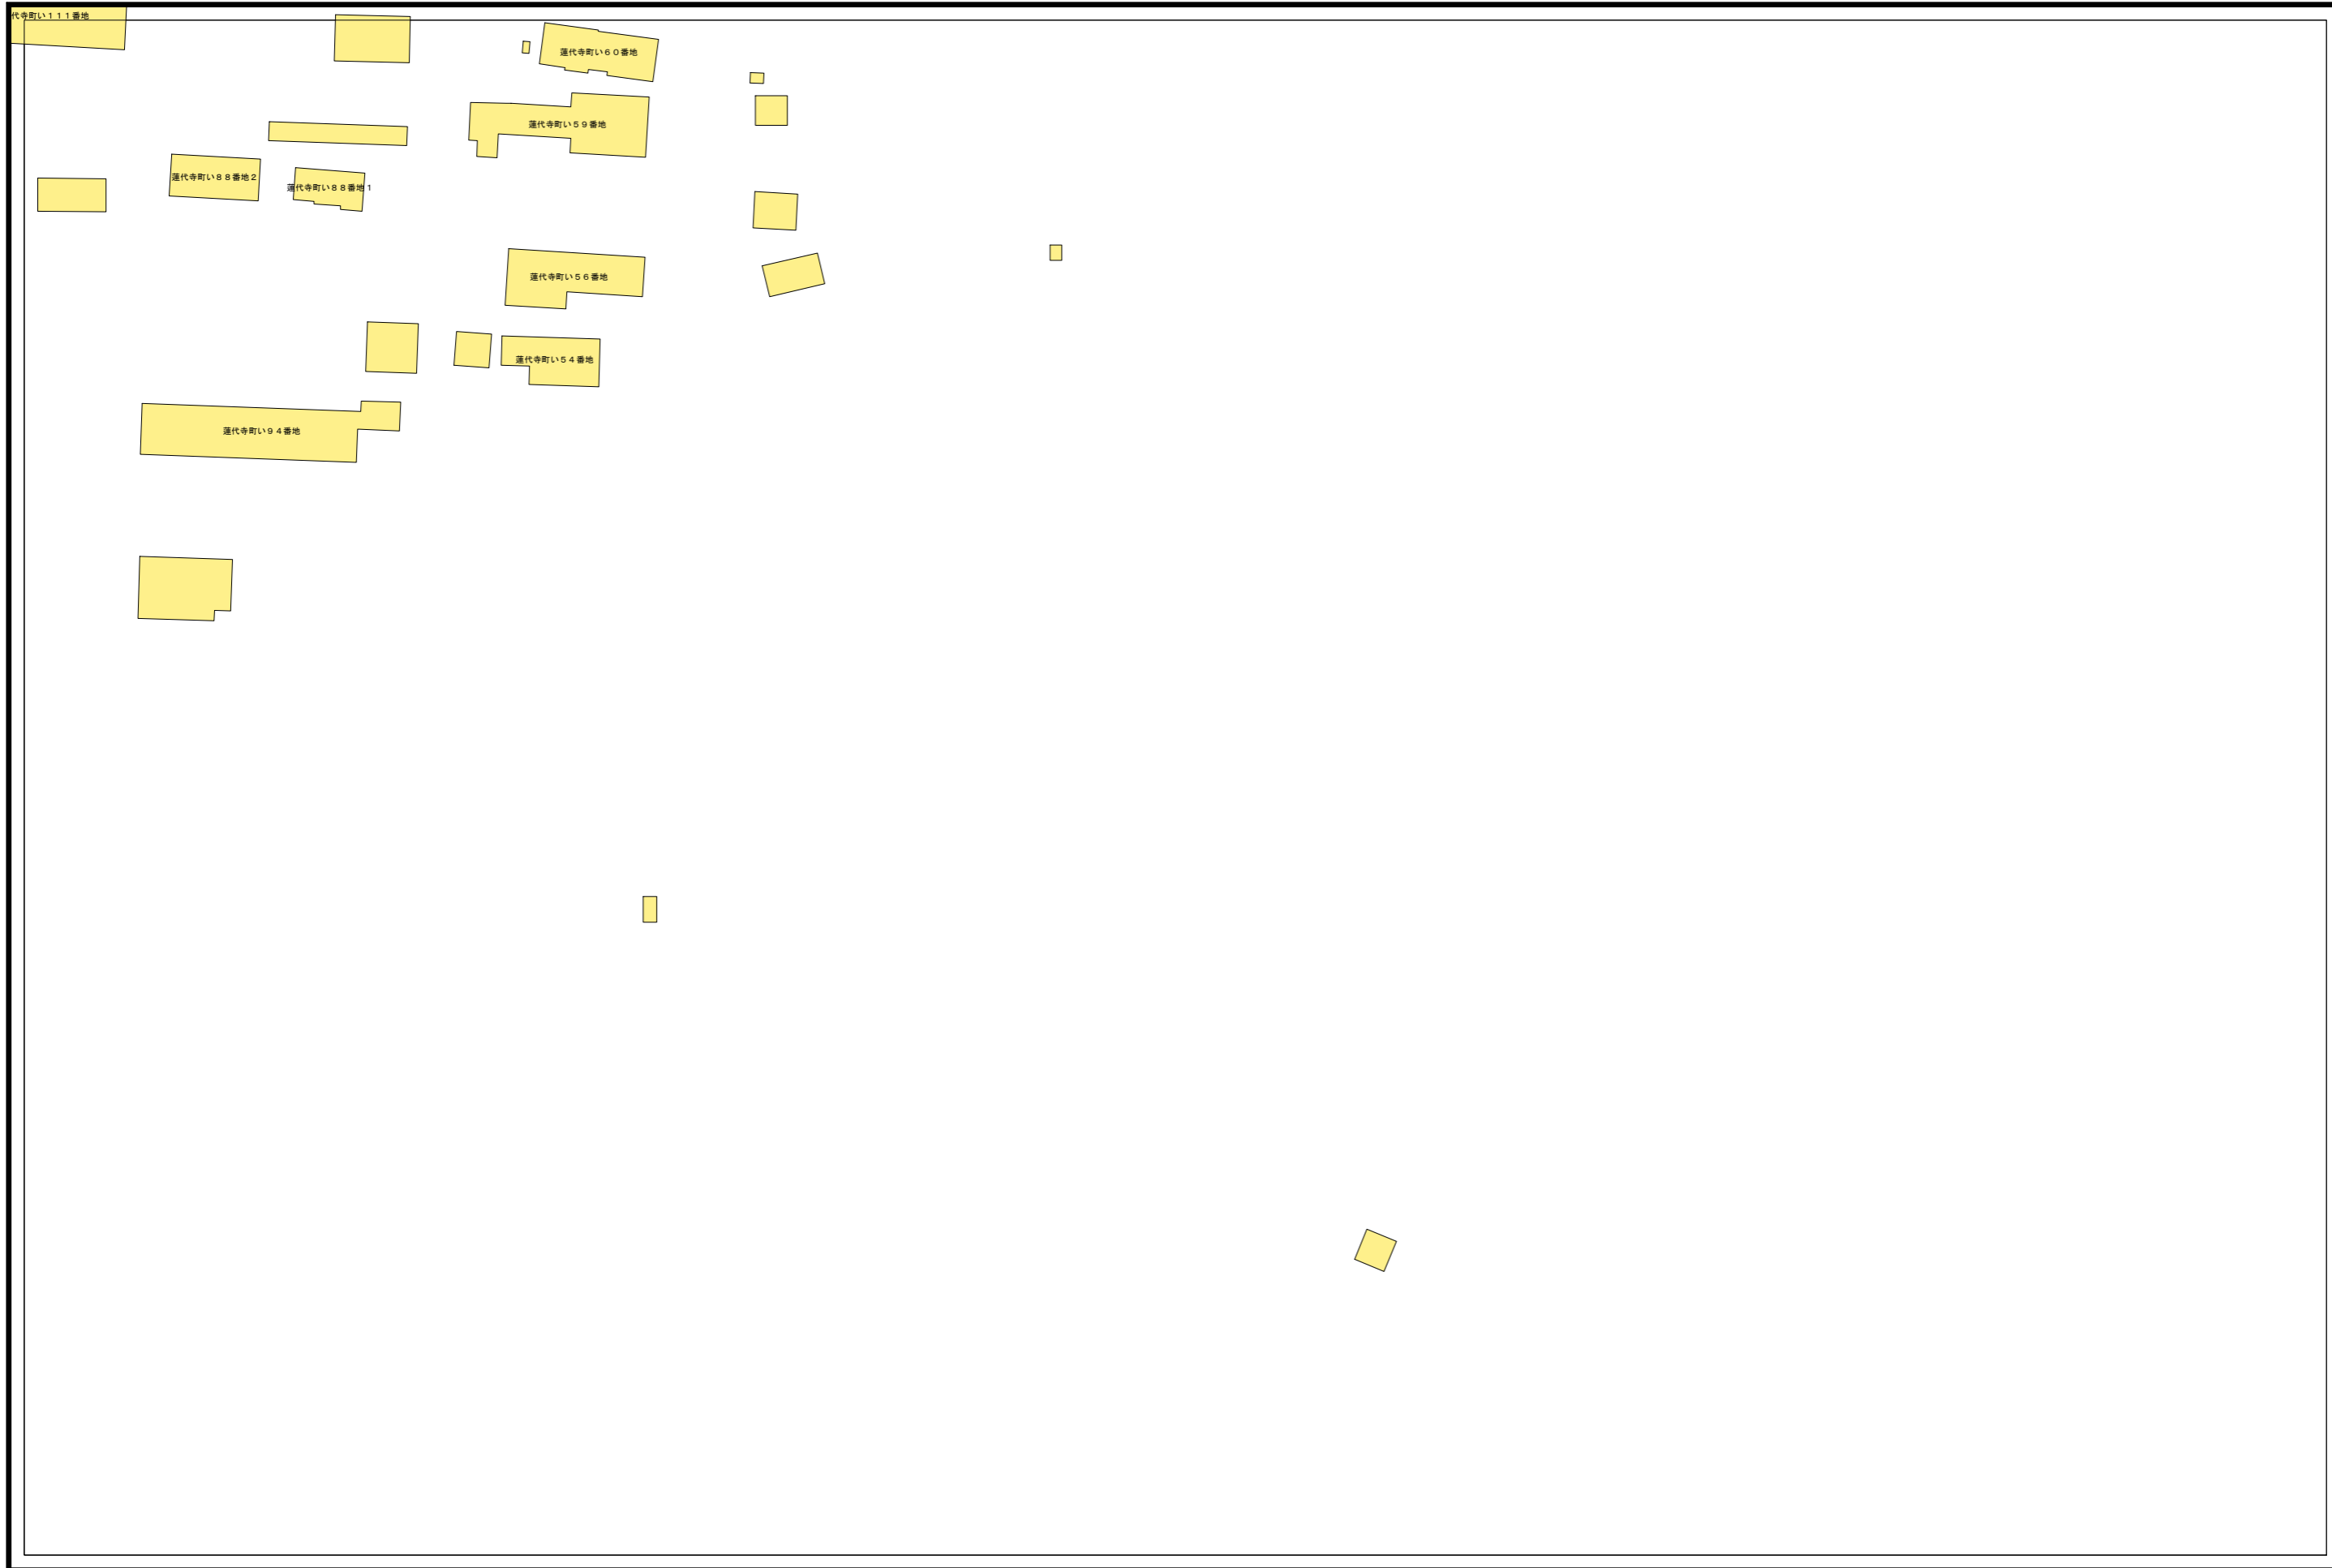 代寺町い１１１番地
蓮代寺町い６０番地
蓮代寺町い５９番地
蓮代寺町い８８番地２
蓮代寺町い８８番地１
蓮代寺町い５６番地
蓮代寺町い５４番地
蓮代寺町い９４番地